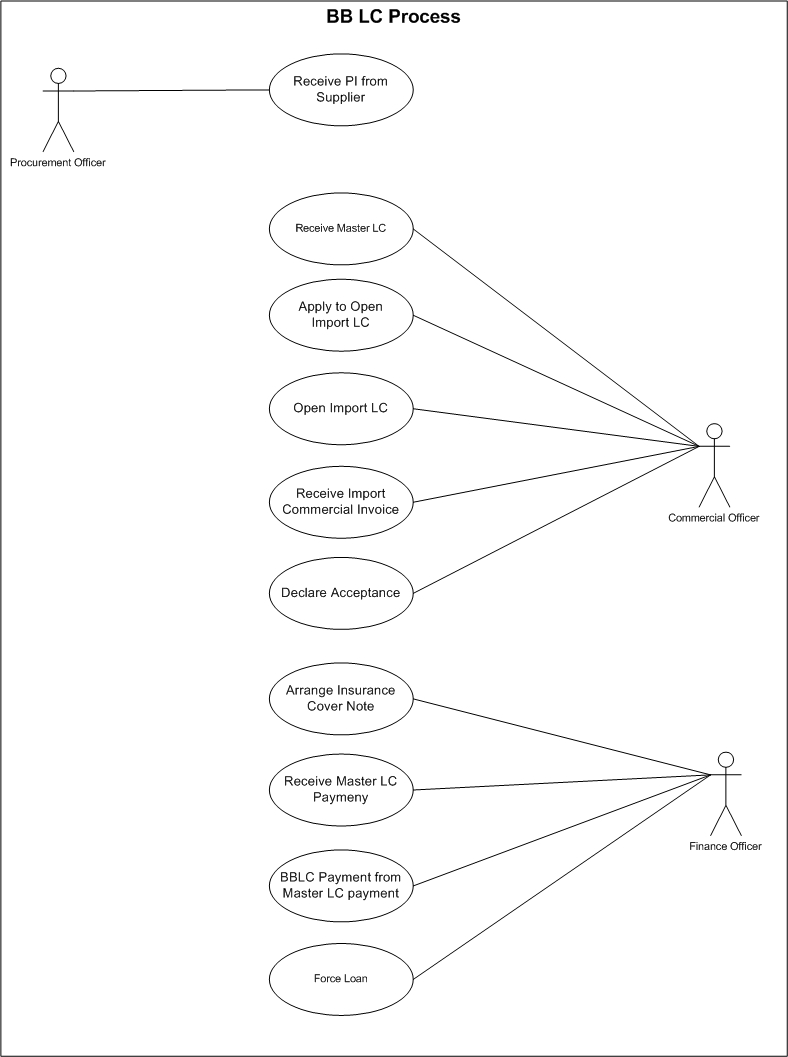 BB LC Process
Receive PI from
Supplier
Procurement Officer
Receive Master LC
Apply to Open
Import LC
Open Import LC
Commercial Officer
Receive Import
Commercial Invoice
Declare Acceptance
Arrange Insurance
Cover Note
Receive Master LC
Paymeny
Finance Officer
BBLC Payment from
Master LC payment
Force Loan